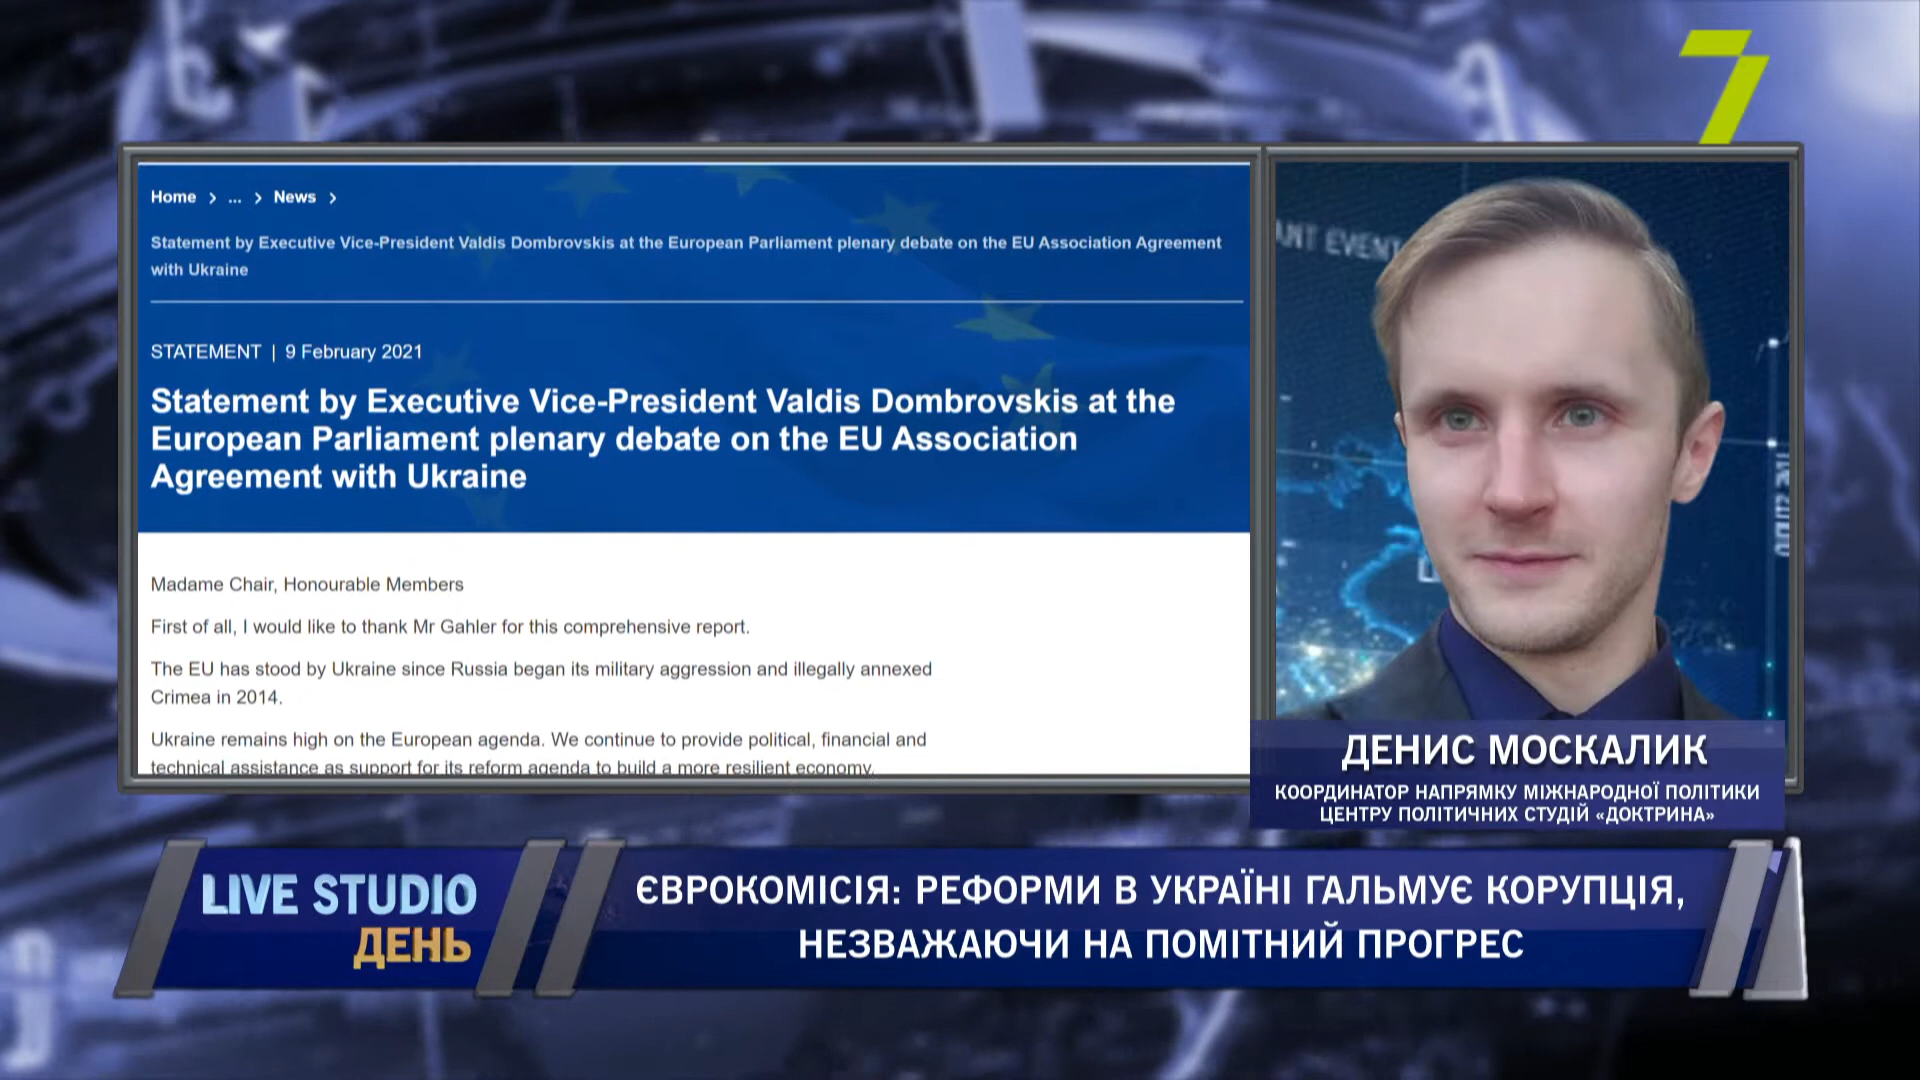 7
Home > ... > News >
Statement by Executive Vice-President Valdis Dombrovskis at the European Parliament plenary debate on the EU Association Agreement
with Ukraine
STATEMENT | 9 February 2021
Statement by Executive Vice-President Valdis Dombrovskis at the
European Parliament plenary debate on the EU Association
Agreement with Ukraine
Madame Chair, Honourable Members
First of all, I would like to thank Mr Gahler for this comprehensive report.
The EU has stood by Ukraine since Russia began its military aggression and illegally annexed
Crimea in 2014.
Ukraine remains high on the European agenda. We continue to provide political, financial and
technical assistance as support for its reform agenda to build a more resilient economy.
ANT EVENT
ДЕНИС МОСКАЛИК
КООРДИНАТОР НАПРЯМКУ МІЖНАРОДНОЇ ПОЛІТИКИ
ЦЕНТРУ ПОЛІТИЧНИХ СТУДІЙ «ДОКТРИНА»
LIVE STUDIO
ДЕНЬ
ЄВРОКОМІСІЯ: РЕФОРМИ В УКРАЇНІ ГАЛЬМУЄ КОРУПЦІЯ,
НЕЗВАЖАЮЧИ НА ПОМІТНИЙ ПРОГРЕС